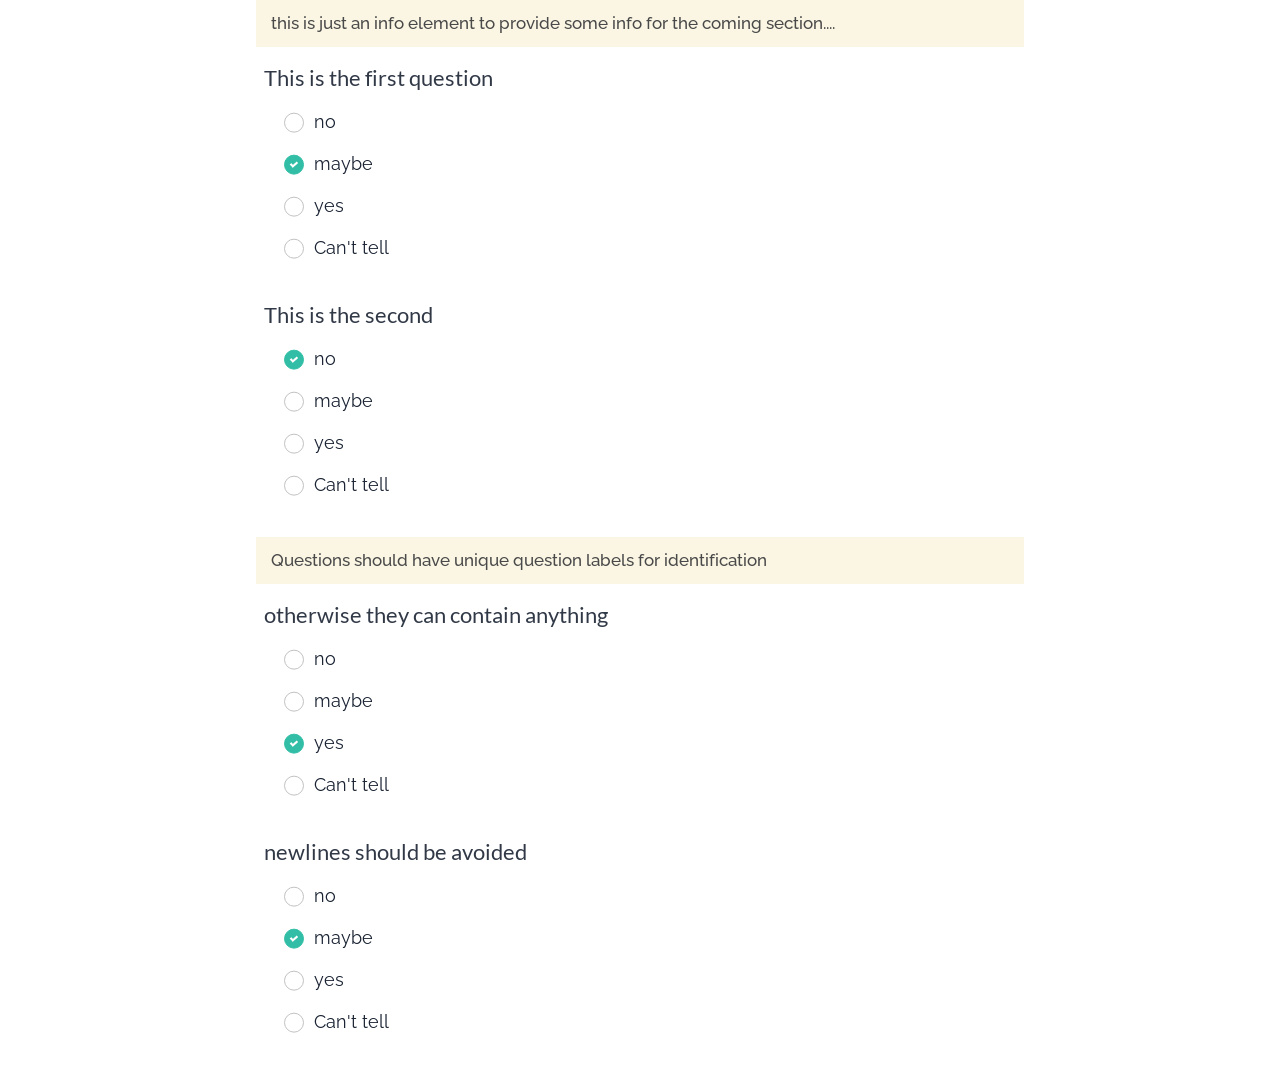 this is just an info element to provide some info for the coming section....
This is the first question
no
maybe
yes
Can't tell
This is the second
no
maybe
yes
Can't tell
Questions should have unique question labels for identification
otherwise they can contain anything
no
maybe
yes
Can't tell
newlines should be avoided
no
maybe
yes
Can't tell